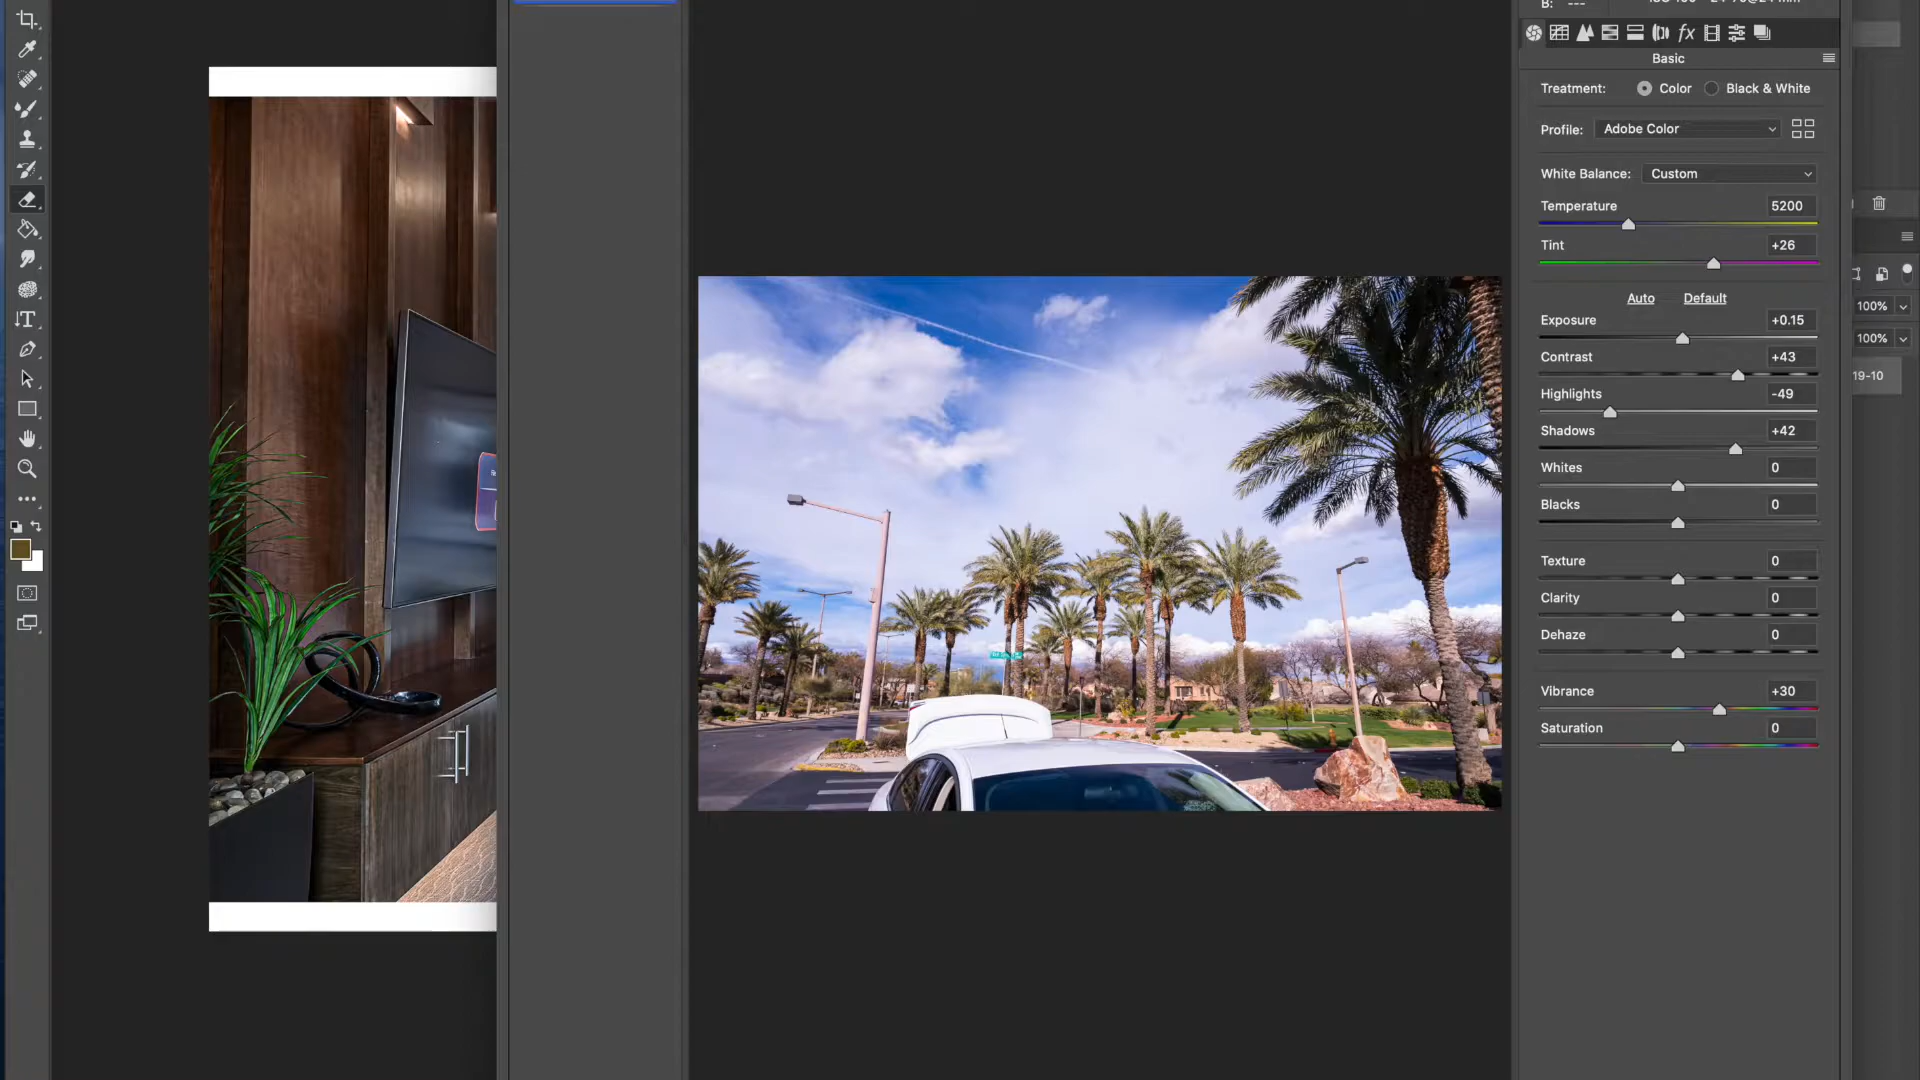 B: ---
Basic
Treatment: Color Black & White
Profile: Adobe Color
White Balance: Custom
Temperature 5200
Tint +26
Auto Default
Exposure +0.15
Contrast +43
Highlights -49
Shadows +42
Whites 0
Blacks 0
Texture 0
Clarity 0
Dehaze 0
Vibrance +30
Saturation 0
100%
100%
19-10